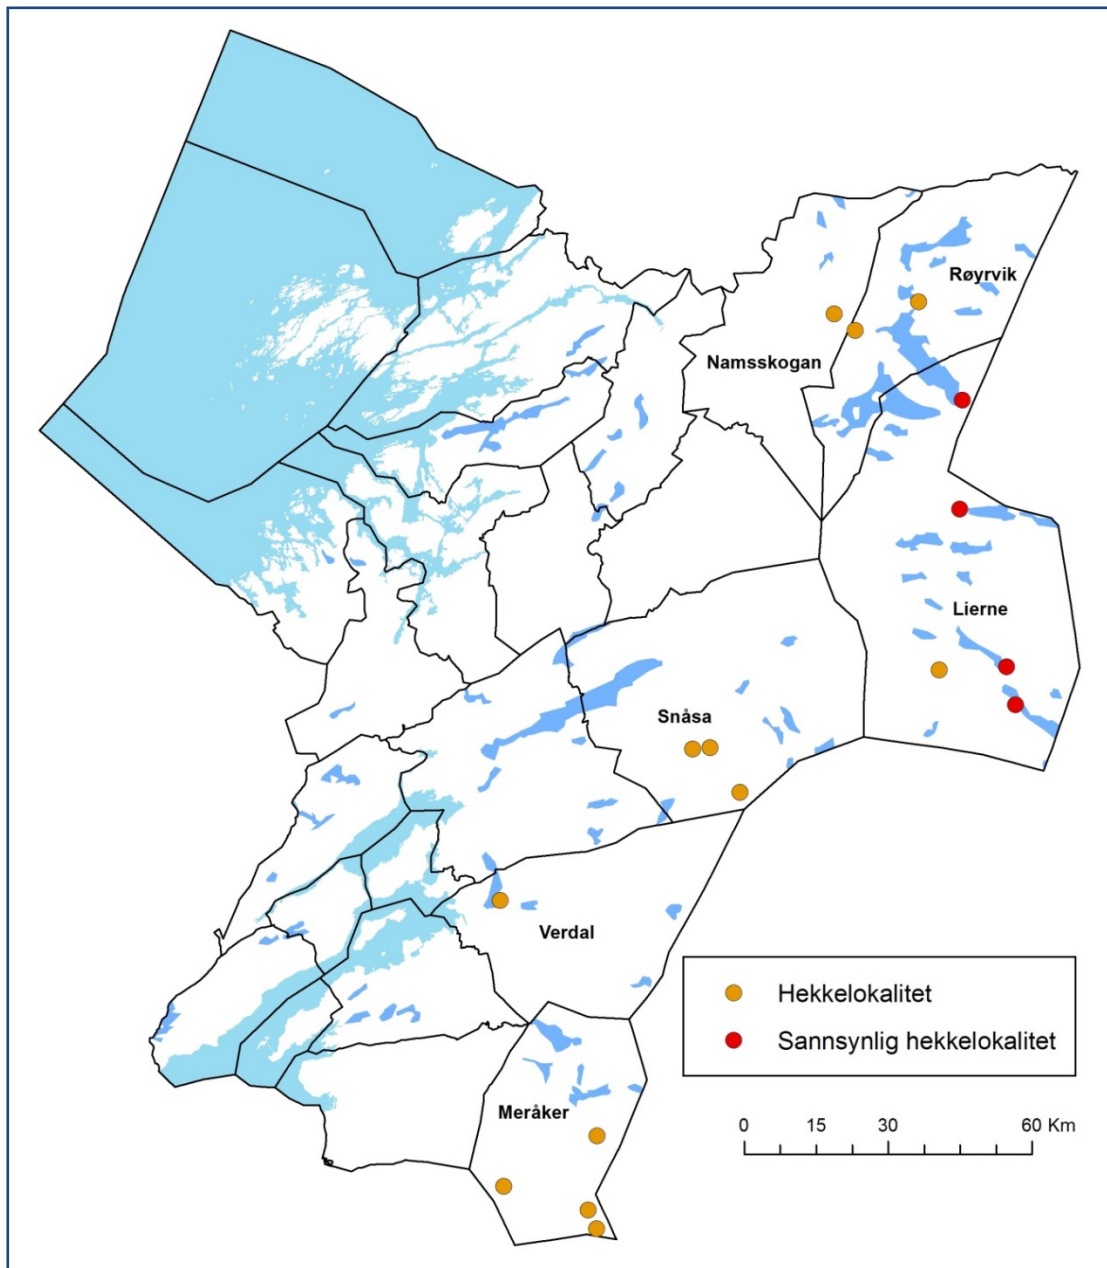 Røyrvik
Namsskogan
Lierne
Snåsa
Verdal
Hekkelokalitet
Sannsynlig hekkelokalitet
Meråker
0 15 30 60 Km